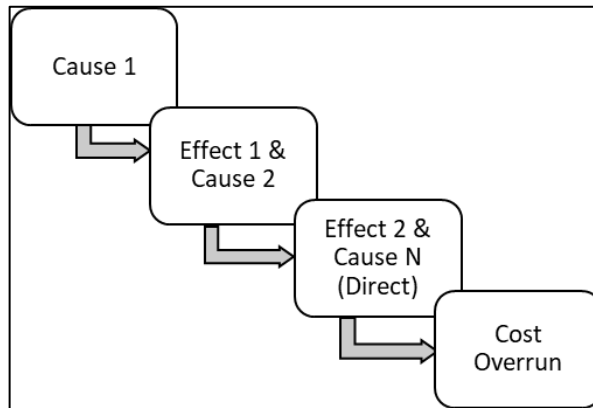 Cause 1
Effect 1 &
Cause 2
Effect 2 &
Cause N
(Direct)
Cost
Overrun